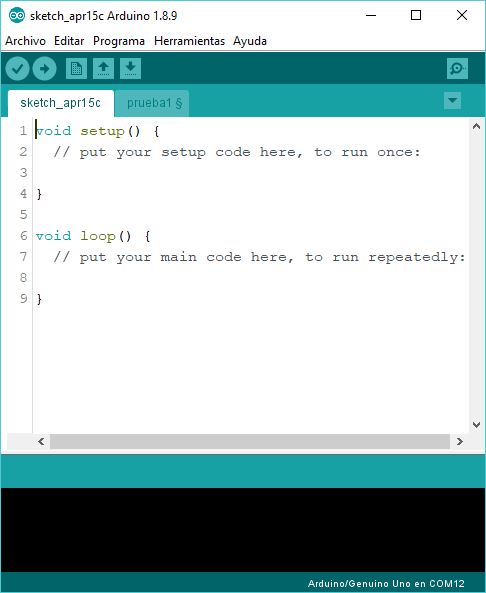 sketch_apr15c Arduino 1.8.9
Archivo Editar Programa Herramientas Ayuda
sketch_apr15c prueba1 §
1 void setup() {
2 // put your setup code here, to run once:
3
4 }
5
6 void loop() {
7 // put your main code here, to run repeatedly:
8
9 }
Arduino/Genuino Uno en COM12